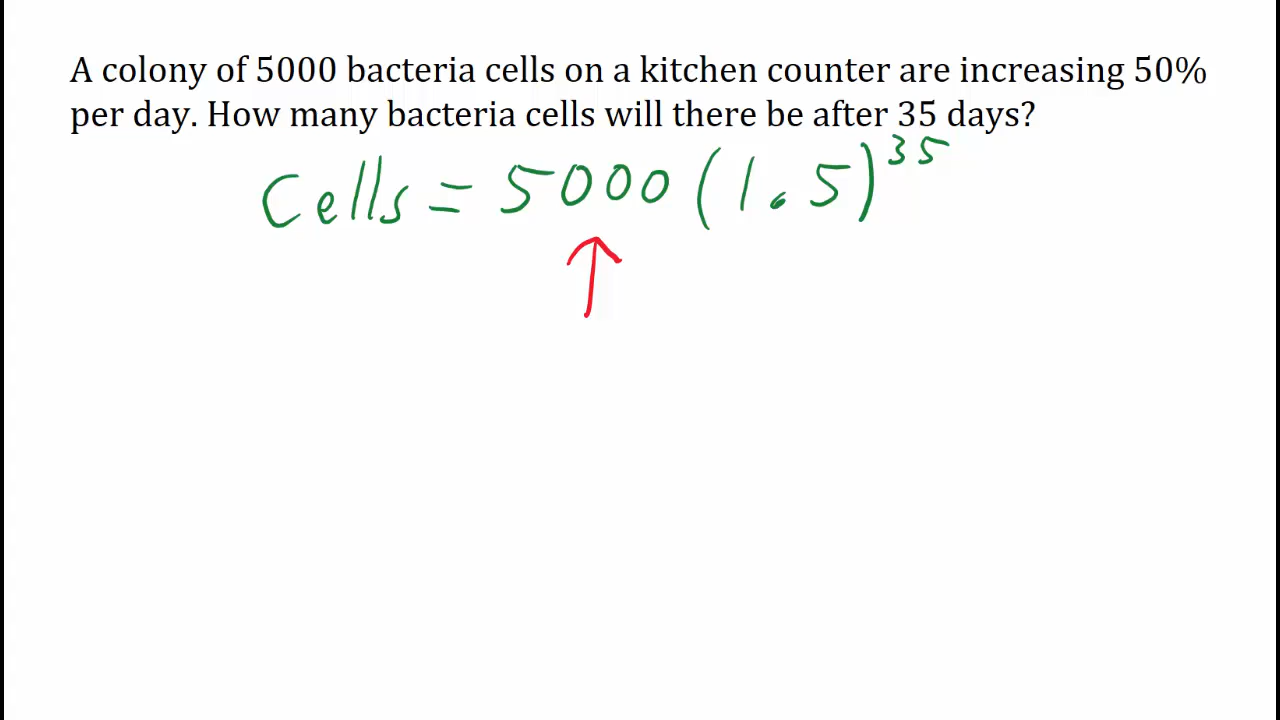 A colony of 5000 bacteria cells on a kitchen counter are increasing 50%
per day. How many bacteria cells will there be after 35 days?
Cells = 5000 (1.5)³⁵